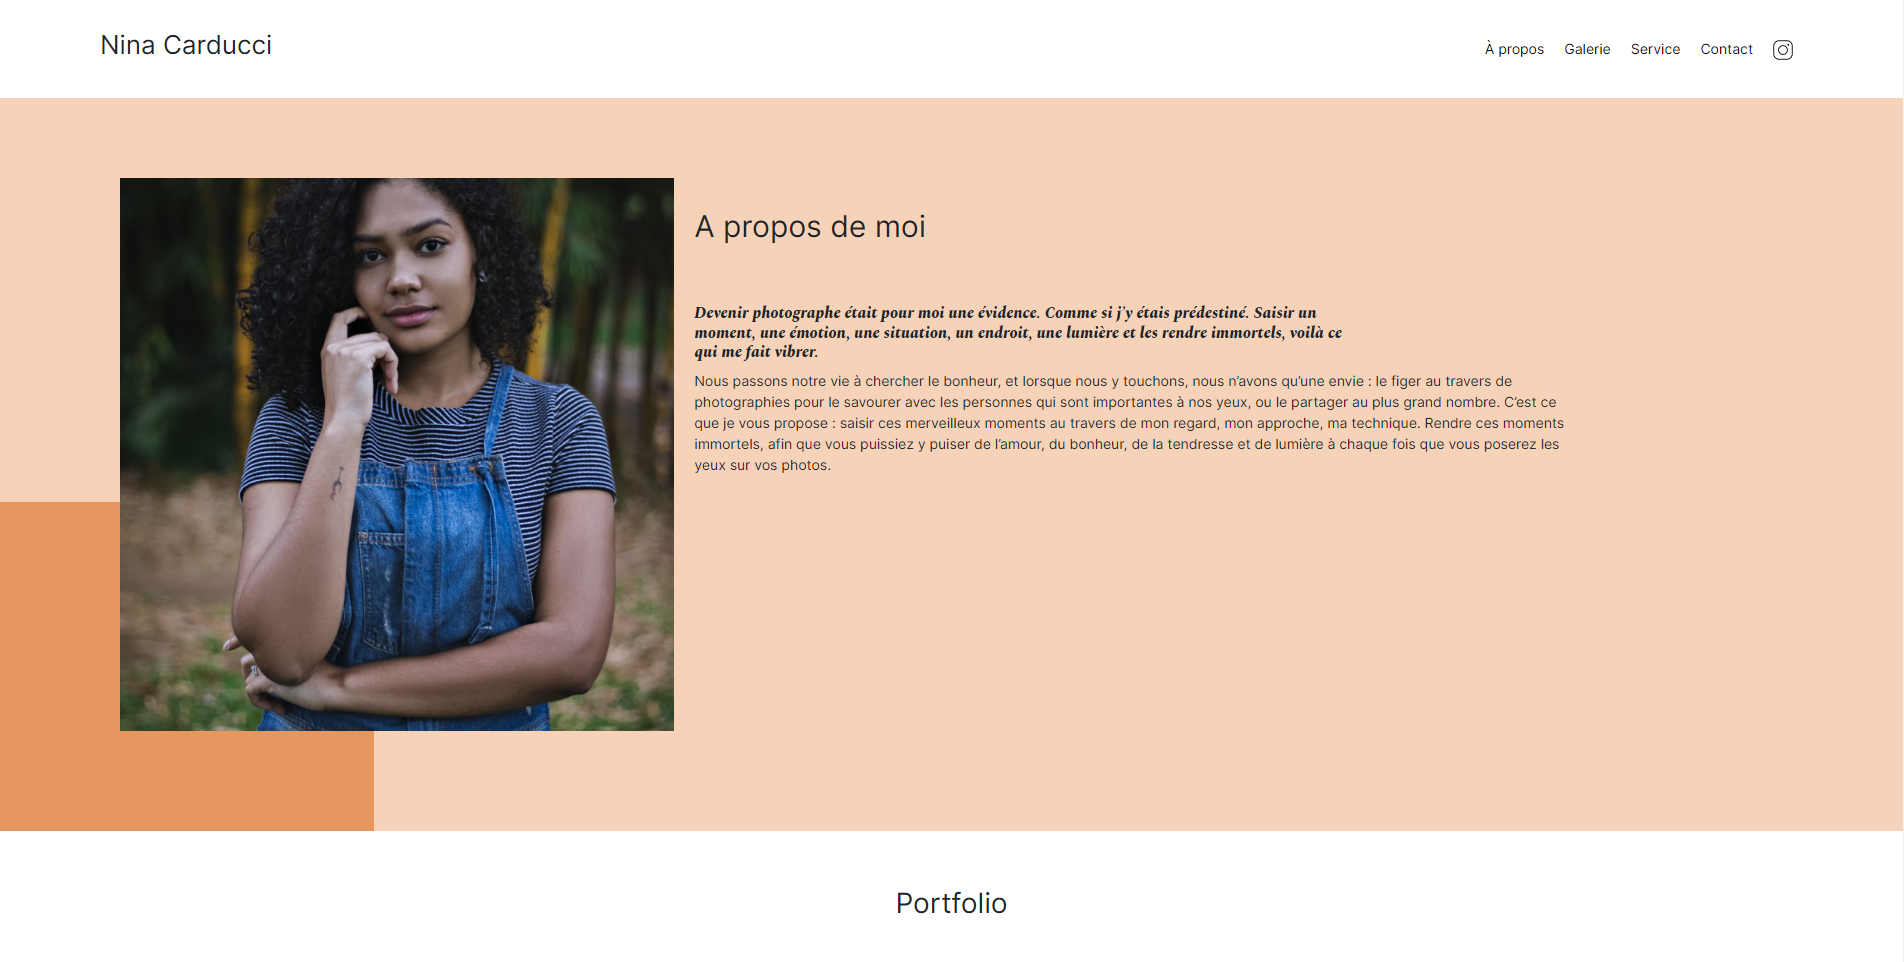 Nina Carducci
À propos Galerie Service Contact
A propos de moi
Devenir photographe était pour moi une évidence. Comme si j'y étais prédestiné. Saisir un
moment, une émotion, une situation, un endroit, une lumière et les rendre immortels, voilà ce
qui me fait vibrer.
Nous passons notre vie à chercher le bonheur, et lorsque nous y touchons, nous n’avons qu’une envie : le figer au travers de
photographies pour le savourer avec les personnes qui sont importantes à nos yeux, ou le partager au plus grand nombre. C’est ce
que je vous propose : saisir ces merveilleux moments au travers de mon regard, mon approche, ma technique. Rendre ces moments
immortels, afin que vous puissiez y puiser de l’amour, du bonheur, de la tendresse et de lumière à chaque fois que vous poserez les
yeux sur vos photos.
Portfolio